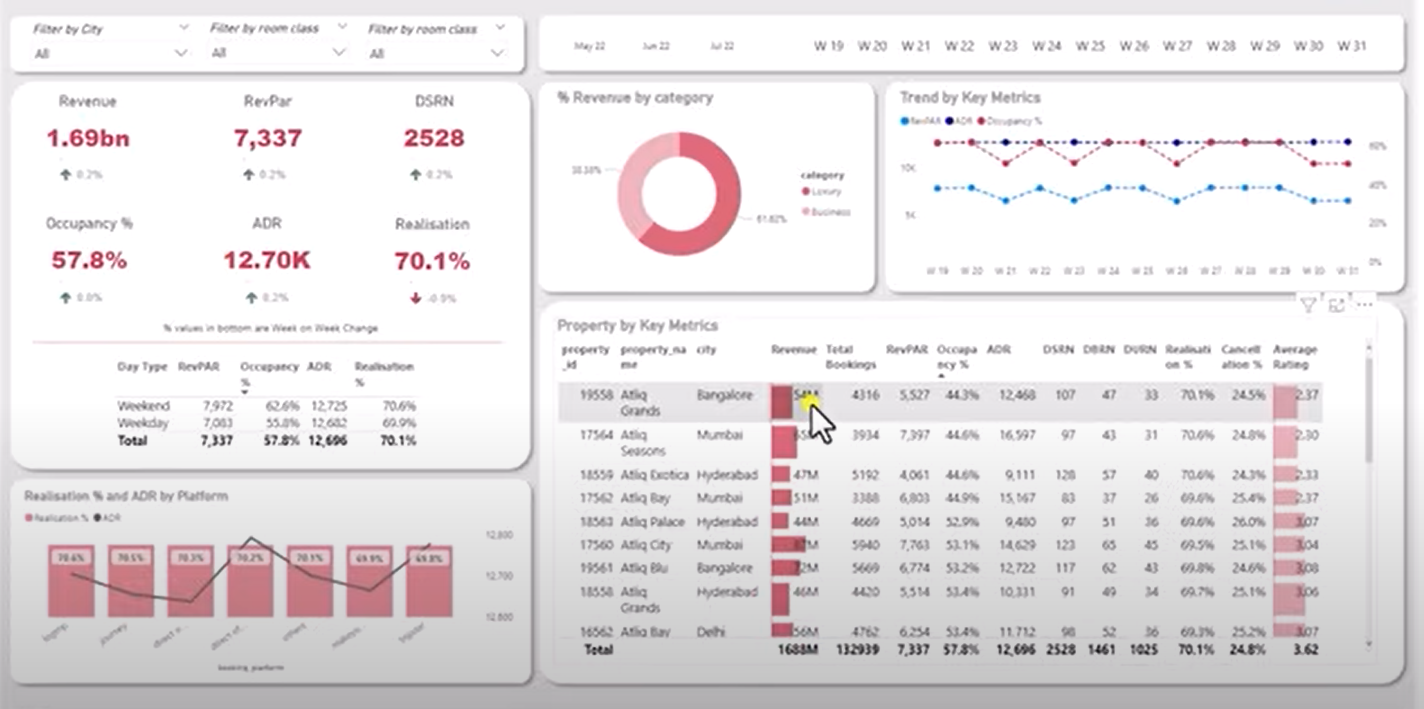 Filter by City Filter by room class Filter by room class
All All All
May 22 Jun 22 Jul 22 W 19 W 20 W 21 W 22 W 23 W 24 W 25 W 26 W 27 W 28 W 29 W 30 W 31
Revenue RevPar DSRN
1.69bn 7,337 2528
0.2% 0.2% 0.2%
Occupancy % ADR Realisation
57.8% 12.70K 70.1%
0.0% 0.2% -0.9%
% values in bottom are Week on Week Change
Day Type RevPAR Occupancy % ADR Realisation %
Weekend 7,972 62.6% 12,725 70.6%
Weekday 7,083 55.8% 12,682 69.9%
Total 7,337 57.8% 12,696 70.1%
% Revenue by category
61.62%
category
Luxury
Business
Trend by Key Metrics
RevPAR ADR Occupancy %
10K
5K
60%
40%
20%
0%
W 19 W 20 W 21 W 22 W 23 W 24 W 25 W 26 W 27 W 28 W 29 W 30 W 31
Realisation % and ADR by Platform
Realisation % ADR
70.6% 70.5% 70.3% 70.2% 70.1% 69.9% 69.8%
12,800
12,700
12,600
journey direct o... others
booking_platform
Property by Key Metrics
property_id property_name city Revenue Total Bookings RevPAR Occupancy % ADR DSRN DBRN DURN Realisation % Cancellation % Average Rating
19558 Atliq Grands Bangalore 54M 4316 5,527 44.3% 12,468 107 47 33 70.1% 24.5% 2.37
17564 Atliq Seasons Mumbai 65M 3934 7,397 44.6% 16,597 97 43 31 70.6% 24.8% 2.30
18559 Atliq Exotica Hyderabad 47M 5192 4,061 44.6% 9,111 128 57 40 70.6% 24.3% 2.33
17562 Atliq Bay Mumbai 51M 3388 6,803 44.9% 15,167 83 37 26 69.6% 25.4% 2.37
18563 Atliq Palace Hyderabad 44M 4669 5,014 52.9% 9,480 97 51 36 69.6% 26.0% 3.07
17560 Atliq City Mumbai 5940 7,763 53.1% 14,629 123 65 45 69.5% 25.1% 3.04
19561 Atliq Blu Bangalore 72M 5669 6,774 53.2% 12,722 117 62 43 69.8% 24.6% 3.08
18558 Atliq Grands Hyderabad 46M 4420 5,514 53.4% 10,331 91 49 34 69.7% 25.1% 3.06
16562 Atliq Bay Delhi 56M 4762 6,254 53.4% 11,712 98 52 36 69.3% 25.2% 3.07
Total 1688M 132939 7,337 57.8% 12,696 2528 1461 1025 70.1% 24.8% 3.62